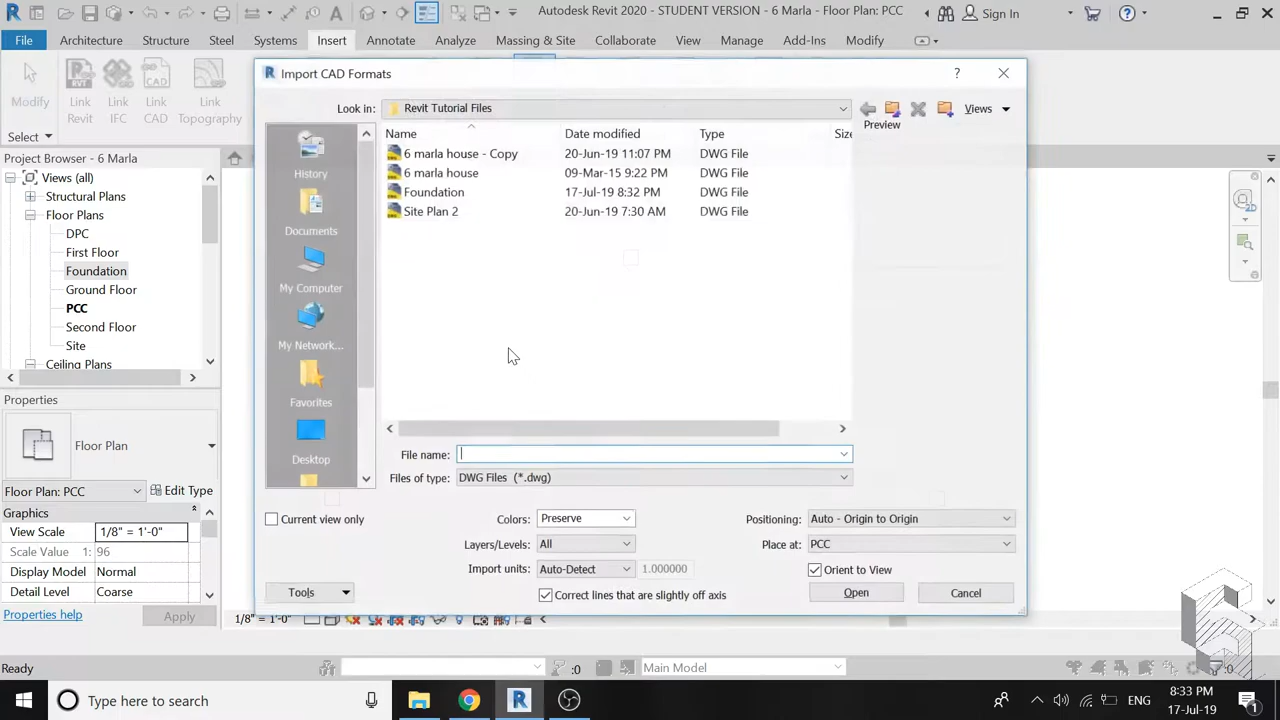 Autodesk Revit 2020 - STUDENT VERSION - 6 Marla - Floor Plan: PCC
Sign In
File Architecture Structure Steel Systems Insert Annotate Analyze Massing & Site Collaborate View Manage Add-Ins Modify
Modify
Link Revit
Link IFC
Link CAD
Link Topography
Select
Import CAD Formats
Look in: Revit Tutorial Files
Views
Preview
Name Date modified Type Size
6 marla house - Copy 20-Jun-19 11:07 PM DWG File
6 marla house 09-Mar-15 9:22 PM DWG File
Foundation 17-Jul-19 8:32 PM DWG File
Site Plan 2 20-Jun-19 7:30 AM DWG File
History
Documents
My Computer
My Network...
Favorites
Desktop
File name:
Files of type: DWG Files (*.dwg)
Current view only
Colors: Preserve
Layers/Levels: All
Import units: Auto-Detect 1.000000
Correct lines that are slightly off axis
Positioning: Auto - Origin to Origin
Place at: PCC
Orient to View
Tools
Open
Cancel
Project Browser - 6 Marla
Views (all)
Structural Plans
Floor Plans
DPC
First Floor
Foundation
Ground Floor
PCC
Second Floor
Site
Ceiling Plans
Properties
Floor Plan
Floor Plan: PCC Edit Type
Graphics
View Scale 1/8" = 1'-0"
Scale Value 1: 96
Display Model Normal
Detail Level Coarse
Properties help Apply
1/8" = 1'-0"
Ready
:0
Main Model
:0
Type here to search
ENG
8:33 PM
17-Jul-19
1